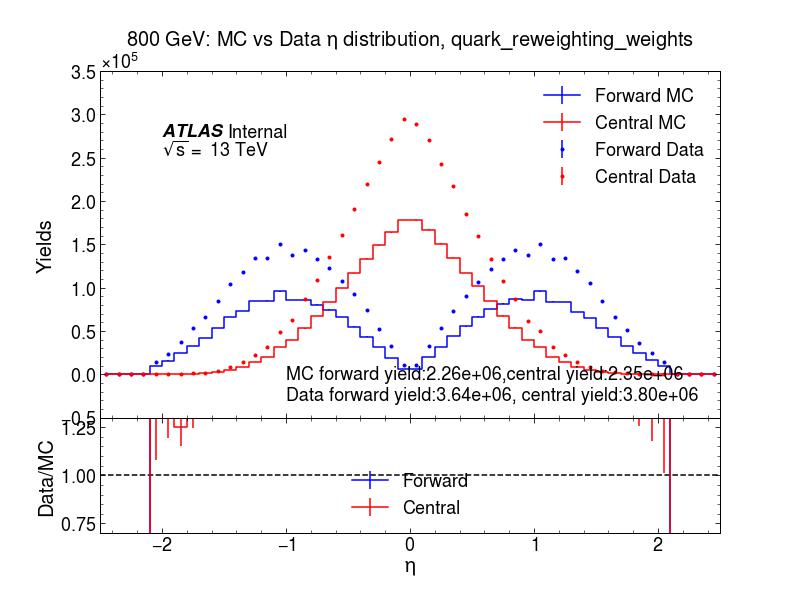 800 GeV: MC vs Data η distribution, quark_reweighting_weights
×10⁵
3.5
3.0
2.5
2.0
1.5
1.0
0.5
0.0
0.5
Yields
ATLAS Internal
√s = 13 TeV
Forward MC
Central MC
Forward Data
Central Data
MC forward yield:2.26e+06,central yield:2.35e+06
Data forward yield:3.64e+06, central yield:3.80e+06
1.25
1.00
0.75
Data/MC
Forward
Central
−2 −1 0 1 2
η